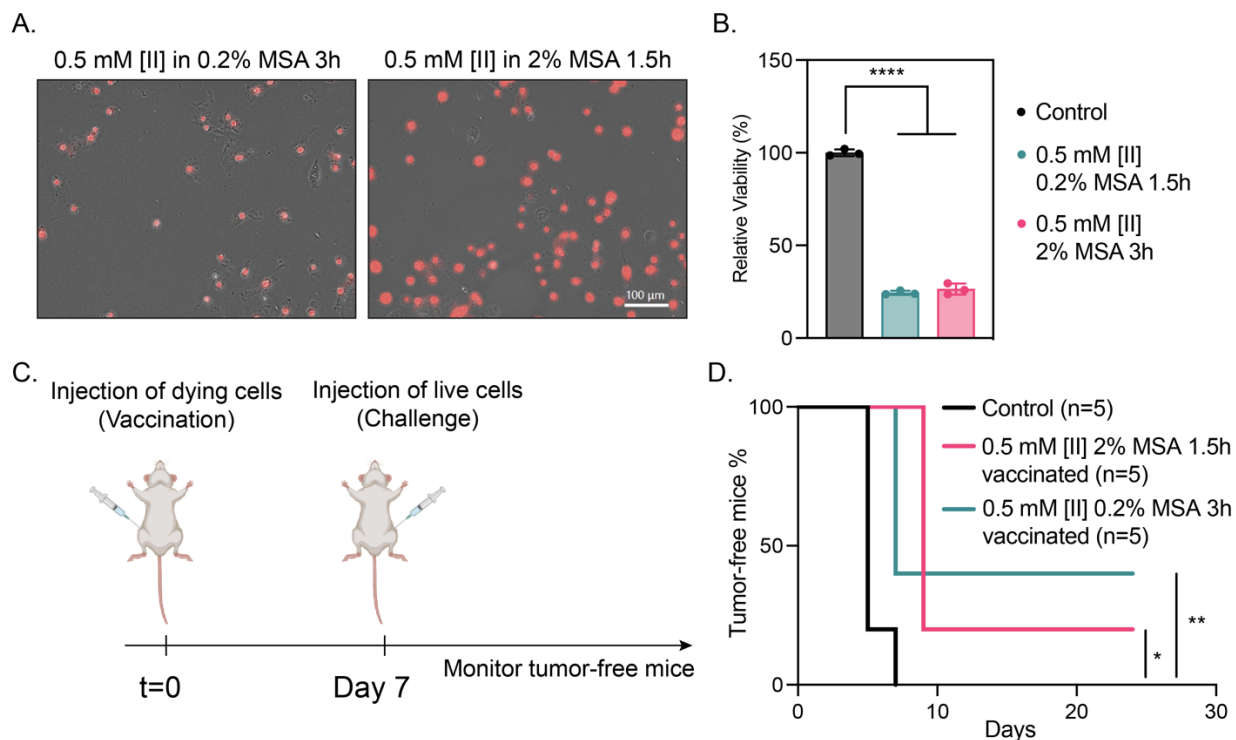 A.
0.5 mM [II] in 0.2% MSA 3h
0.5 mM [II] in 2% MSA 1.5h
100 µm
B.
Relative Viability (%)
150
100
50
0
****
Control
0.5 mM [II]
0.2% MSA 1.5h
0.5 mM [II]
2% MSA 3h
C.
Injection of dying cells
(Vaccination)
Injection of live cells
(Challenge)
t=0
Day 7
Monitor tumor-free mice
D.
Tumor-free mice %
100
50
0
0
10
20
30
Days
Control (n=5)
0.5 mM [II] 2% MSA 1.5h
vaccinated (n=5)
0.5 mM [II] 0.2% MSA 3h
vaccinated (n=5)
**
*